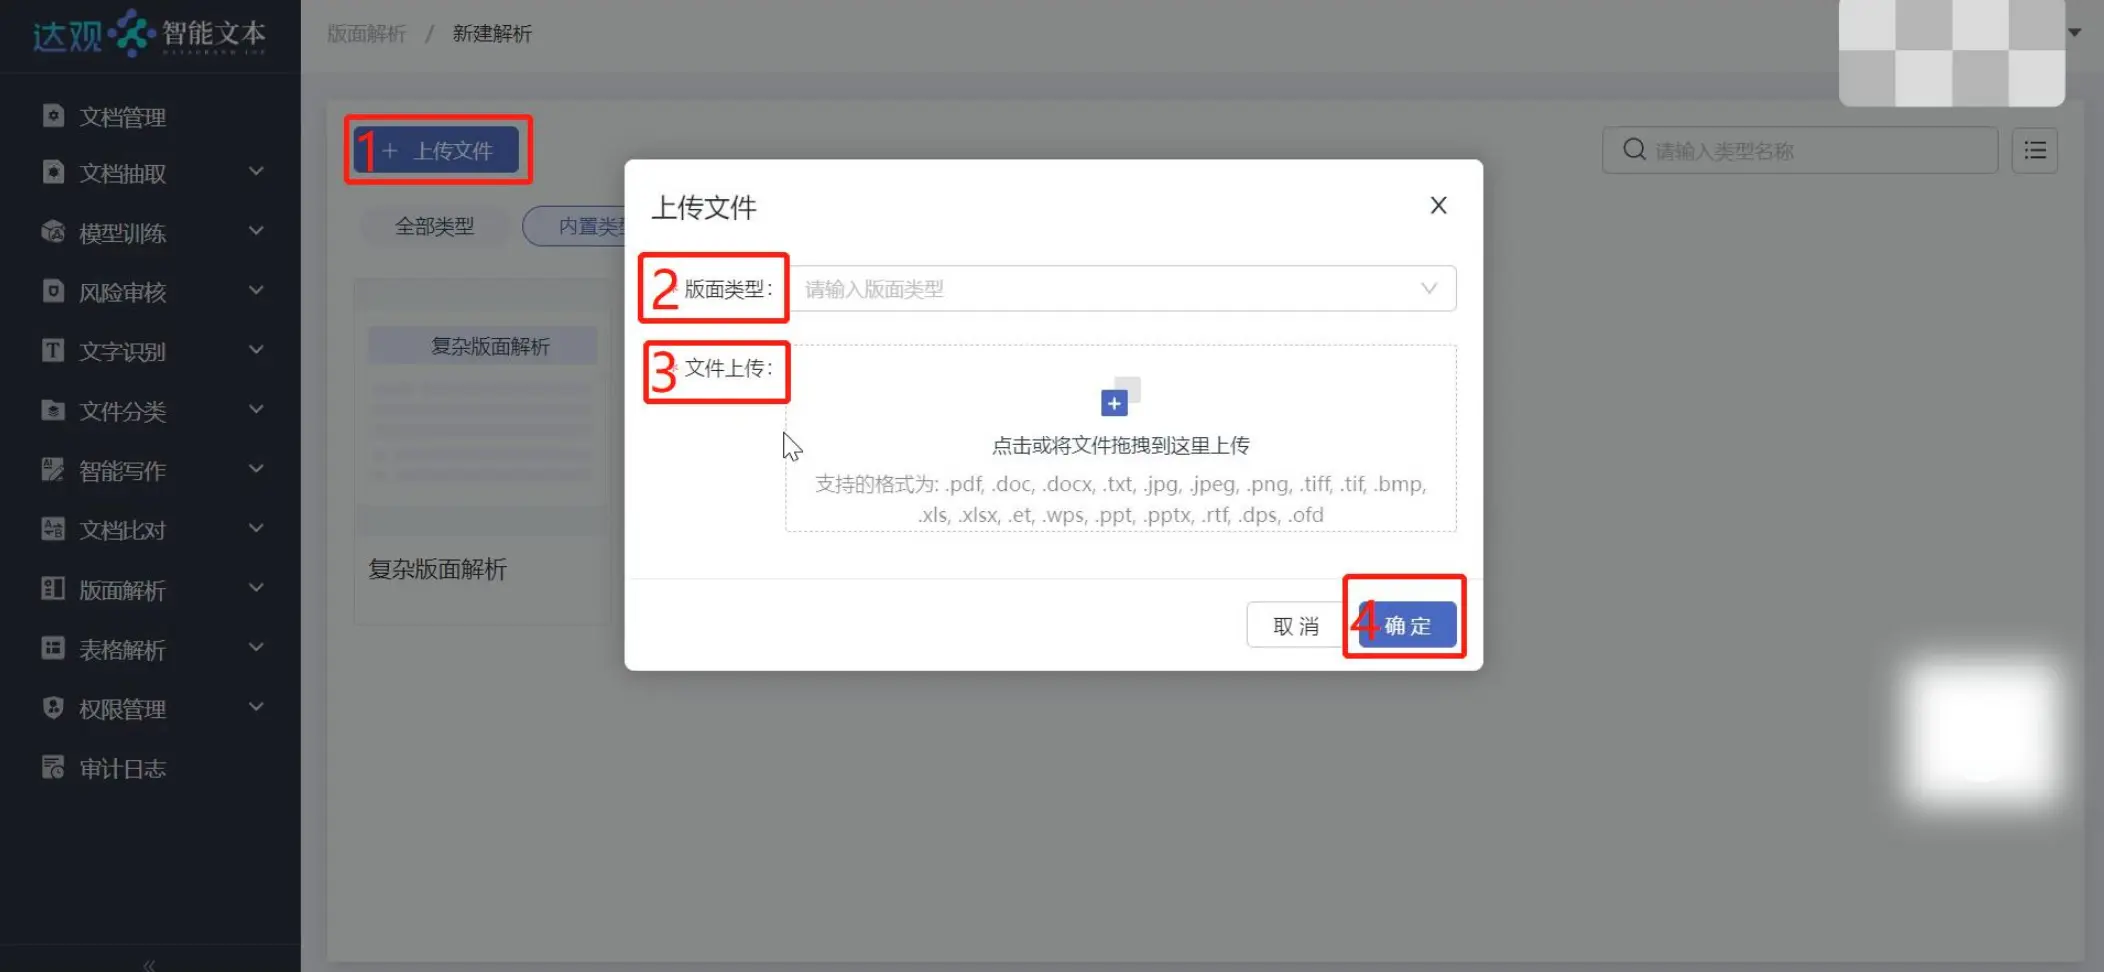 达观 智能文本
版面解析 / 新建解析
文档管理
文档抽取
模型训练
风险审核
文字识别
文件分类
智能写作
文档比对
版面解析
表格解析
权限管理
审计日志
1 + 上传文件
请输入类型名称
全部类型
内置类型
复杂版面解析
复杂版面解析
上传文件
2 版面类型:
请输入版面类型
3 文件上传:
点击或将文件拖拽到这里上传
支持的格式为: .pdf, .doc, .docx, .txt, .jpg, .jpeg, .png, .tiff, .tif, .bmp,
.xls, .xlsx, .et, .wps, .ppt, .pptx, .rtf, .dps, .ofd
取消
4 确定